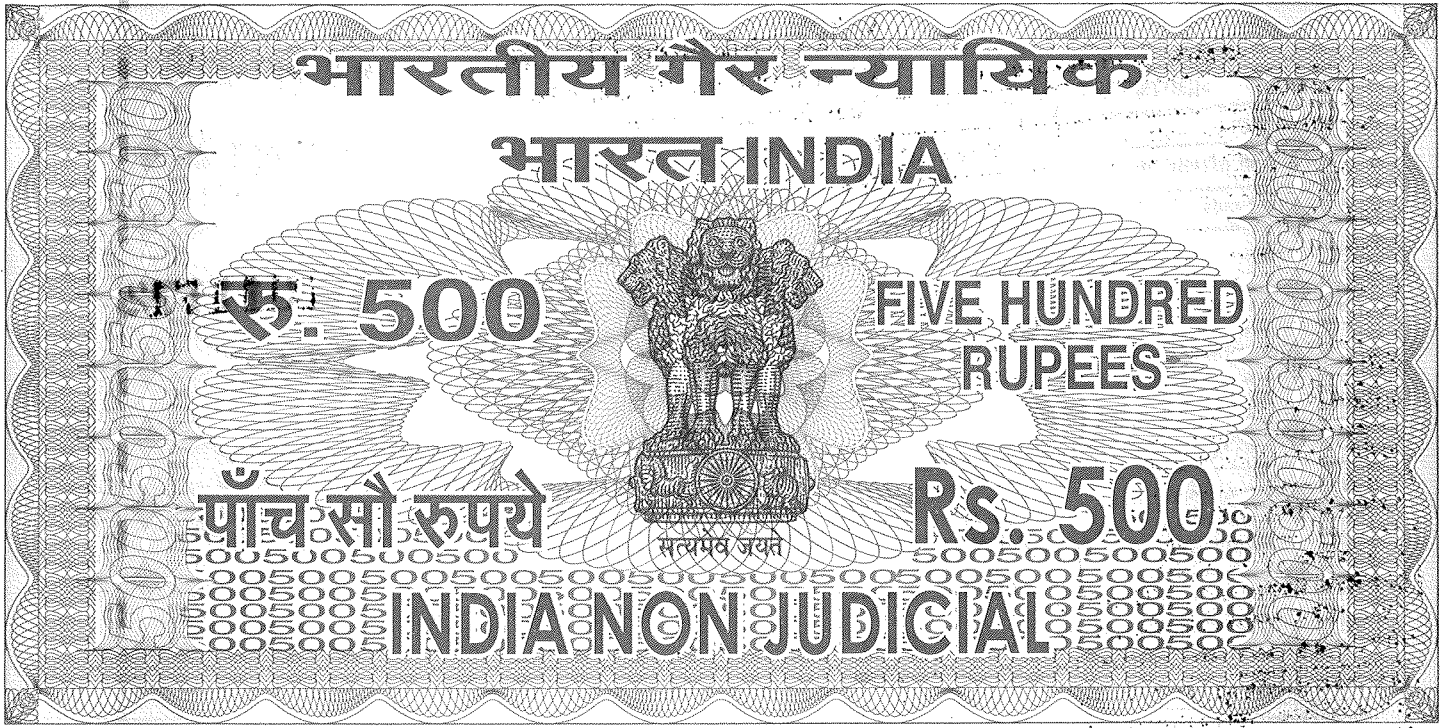 भारतीय गैर न्यायिक
भारत INDIA
रु. 500
FIVE HUNDRED
RUPEES
पाँच सौ रुपये
Rs. 500
सत्यमेव जयते
INDIA NON JUDICIAL